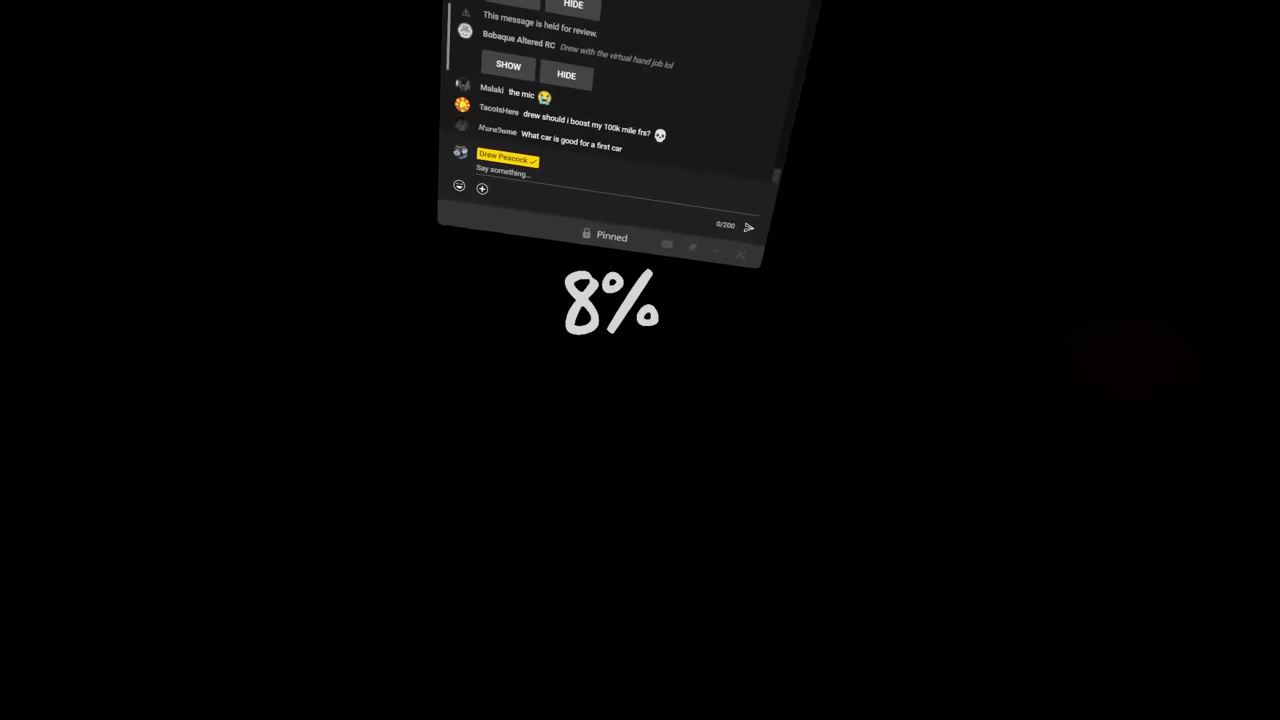 HIDE
This message is held for review.
Bobaque Altered RC Drew with the virtual hand job lol
SHOW HIDE
Malaki the mic 😭
TacoIsHere drew should i boost my 100k mile frs? 💀
MuraSame What car is good for a first car
Drew Peacock ✓
Say something...
0/200
Pinned
8%